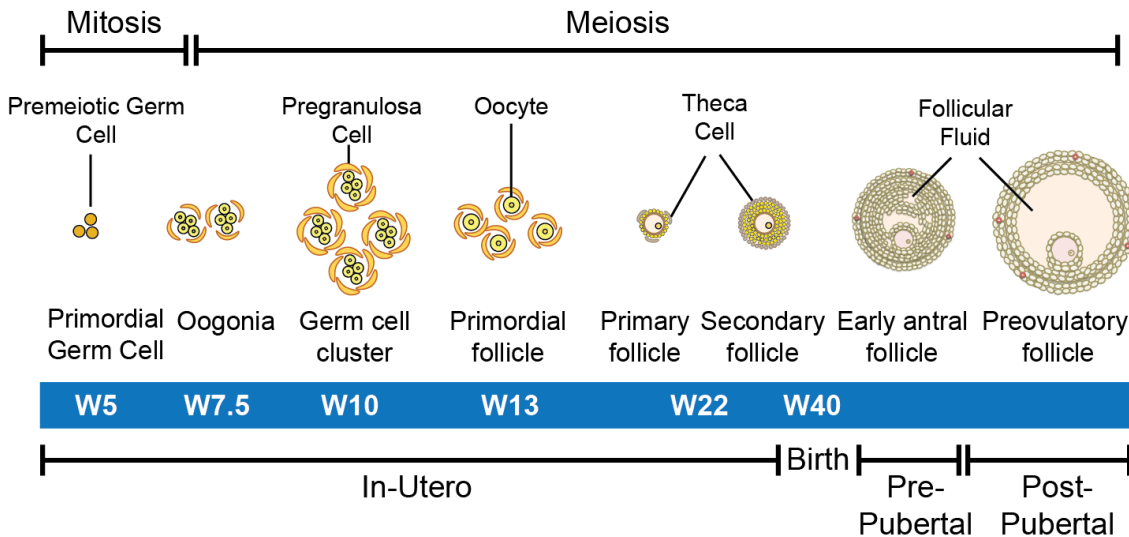 Mitosis
Meiosis
Premeiotic Germ
Cell
Pregranulosa
Cell
Oocyte
Theca
Cell
Follicular
Fluid
Primordial
Germ Cell
Oogonia
Germ cell
cluster
Primordial
follicle
Primary
follicle
Secondary
follicle
Early antral
follicle
Preovulatory
follicle
W5
W7.5
W10
W13
W22
W40
In-Utero
Birth
Pre-
Pubertal
Post-
Pubertal